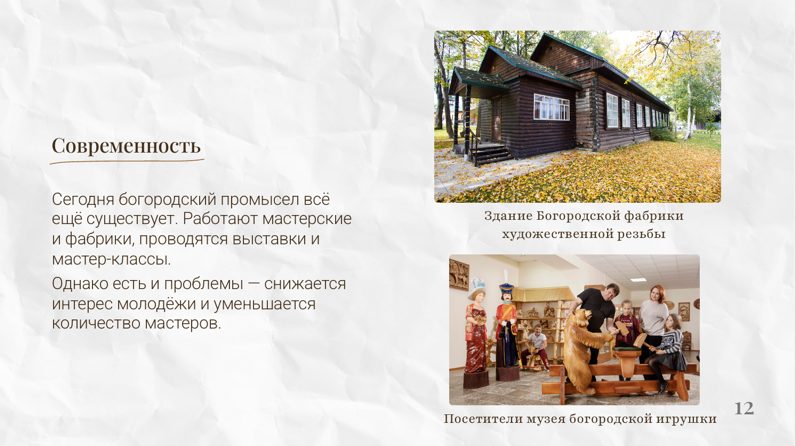 Современность
Сегодня богородский промысел всё
ещё существует. Работают мастерские
и фабрики, проводятся выставки и
мастер-классы.
Однако есть и проблемы — снижается
интерес молодёжи и уменьшается
количество мастеров.
Здание Богородской фабрики
художественной резьбы
Посетители музея богородской игрушки
12